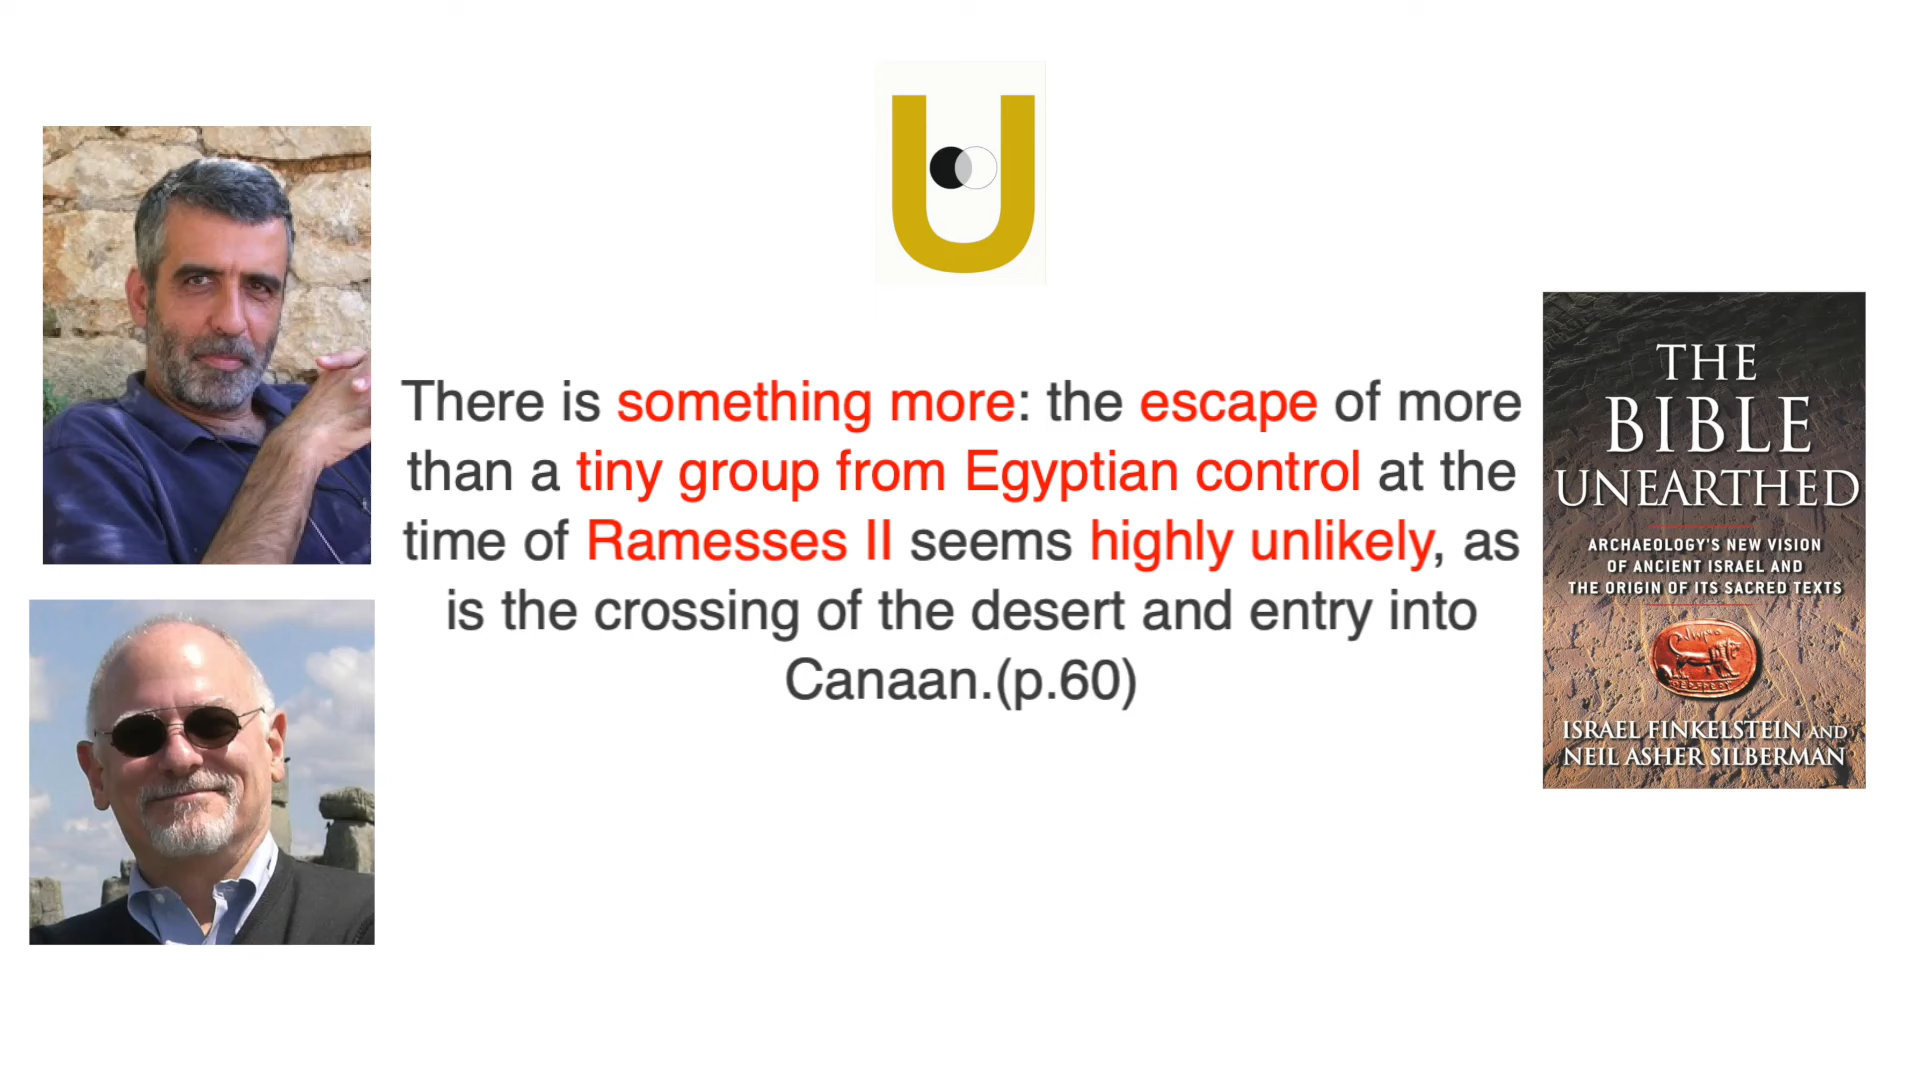 U
There is something more: the escape of more
than a tiny group from Egyptian control at the
time of Ramesses II seems highly unlikely, as
is the crossing of the desert and entry into
Canaan.(p.60)
THE
BIBLE
UNEARTHED
ARCHAEOLOGY'S NEW VISION
OF ANCIENT ISRAEL AND
THE ORIGIN OF ITS SACRED TEXTS
ISRAEL FINKELSTEIN AND
NEIL ASHER SILBERMAN